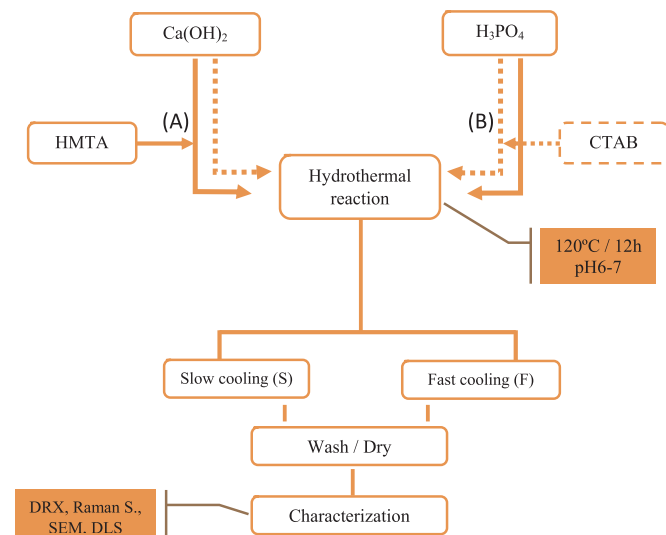 Ca(OH)₂
H₃PO₄
(A)
(B)
HMTA
CTAB
Hydrothermal
reaction
120ºC / 12h
pH6-7
Slow cooling (S)
Fast cooling (F)
Wash / Dry
DRX, Raman S.,
SEM. DLS
Characterization